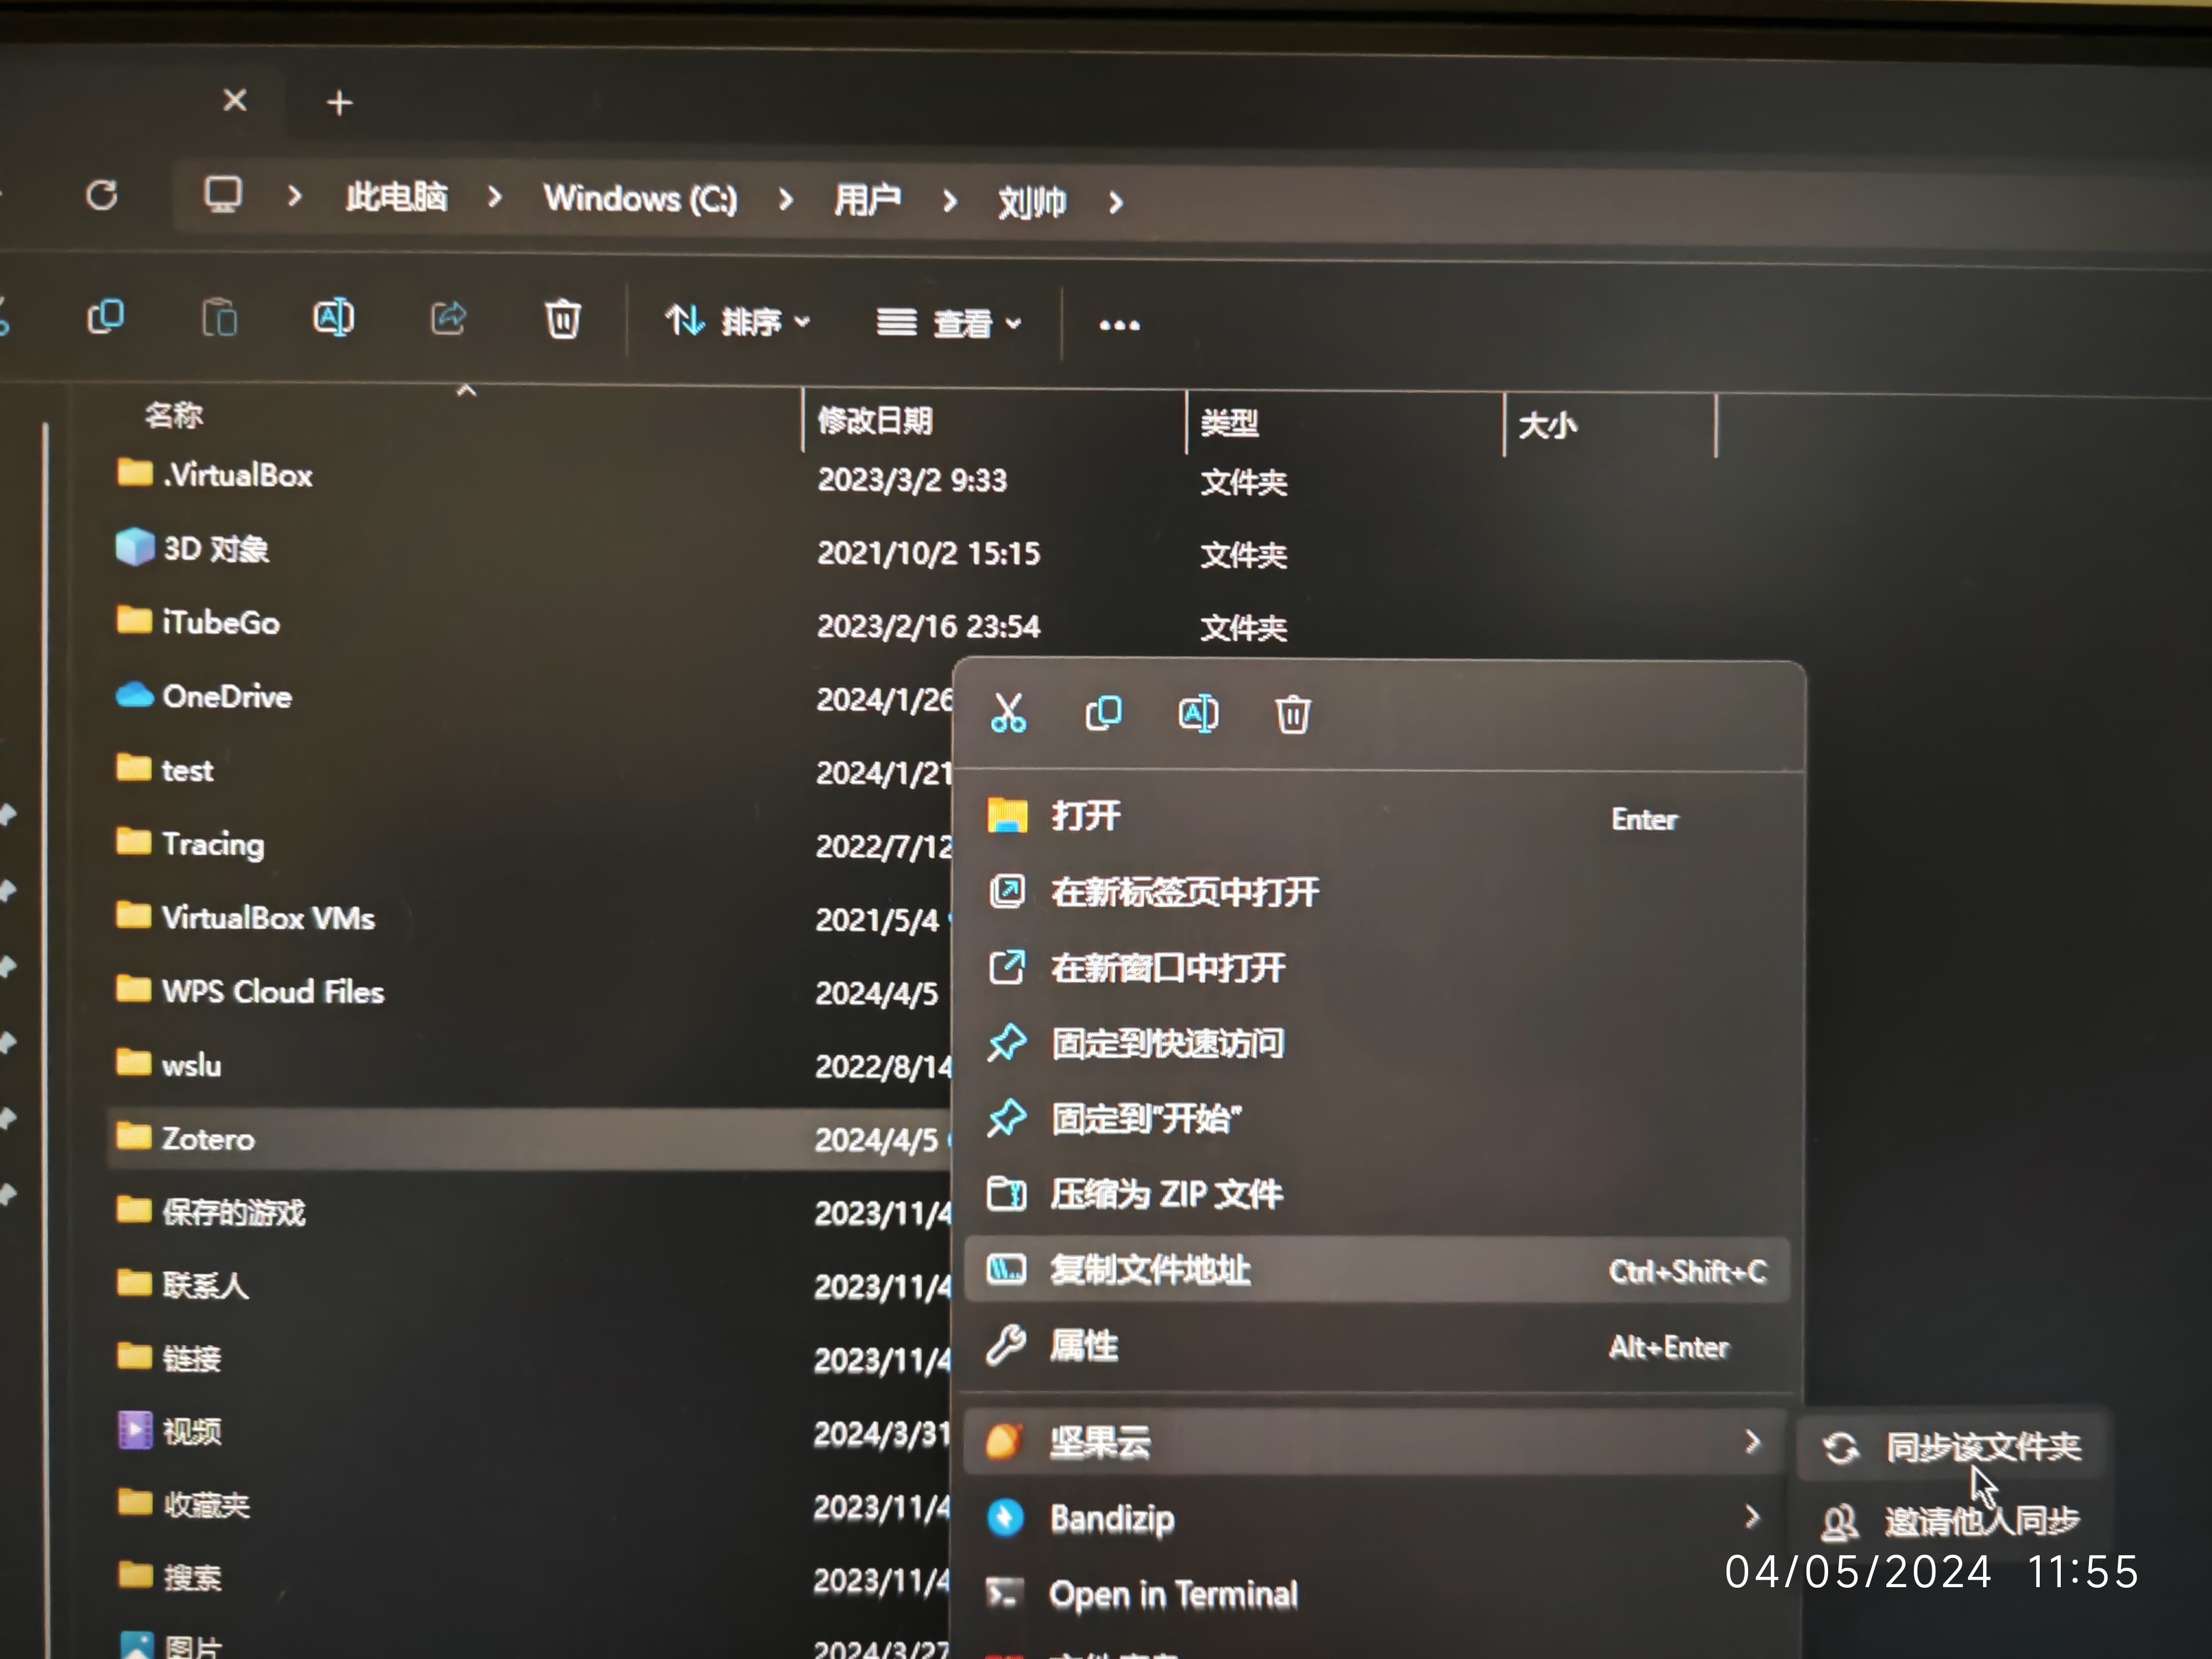 此电脑 Windows (C:) 用户 刘帅
排序 查看
名称 修改日期 类型 大小
.VirtualBox 2023/3/2 9:33 文件夹
3D 对象 2021/10/2 15:15 文件夹
iTubeGo 2023/2/16 23:54 文件夹
OneDrive 2024/1/26
test 2024/1/21
Tracing 2022/7/12
VirtualBox VMs 2021/5/4
WPS Cloud Files 2024/4/5
wslu 2022/8/14
Zotero 2024/4/5
保存的游戏 2023/11/4
联系人 2023/11/4
链接 2023/11/4
视频 2024/3/31
收藏夹 2023/11/4
搜索 2023/11/4
图片 2024/3/27
打开 Enter
在新标签页中打开
在新窗口中打开
固定到快速访问
固定到"开始"
压缩为 ZIP 文件
复制文件地址 Ctrl+Shift+C
属性 Alt+Enter
坚果云
Bandizip
Open in Terminal
同步该文件夹
邀请他人同步
04/05/2024 11:55